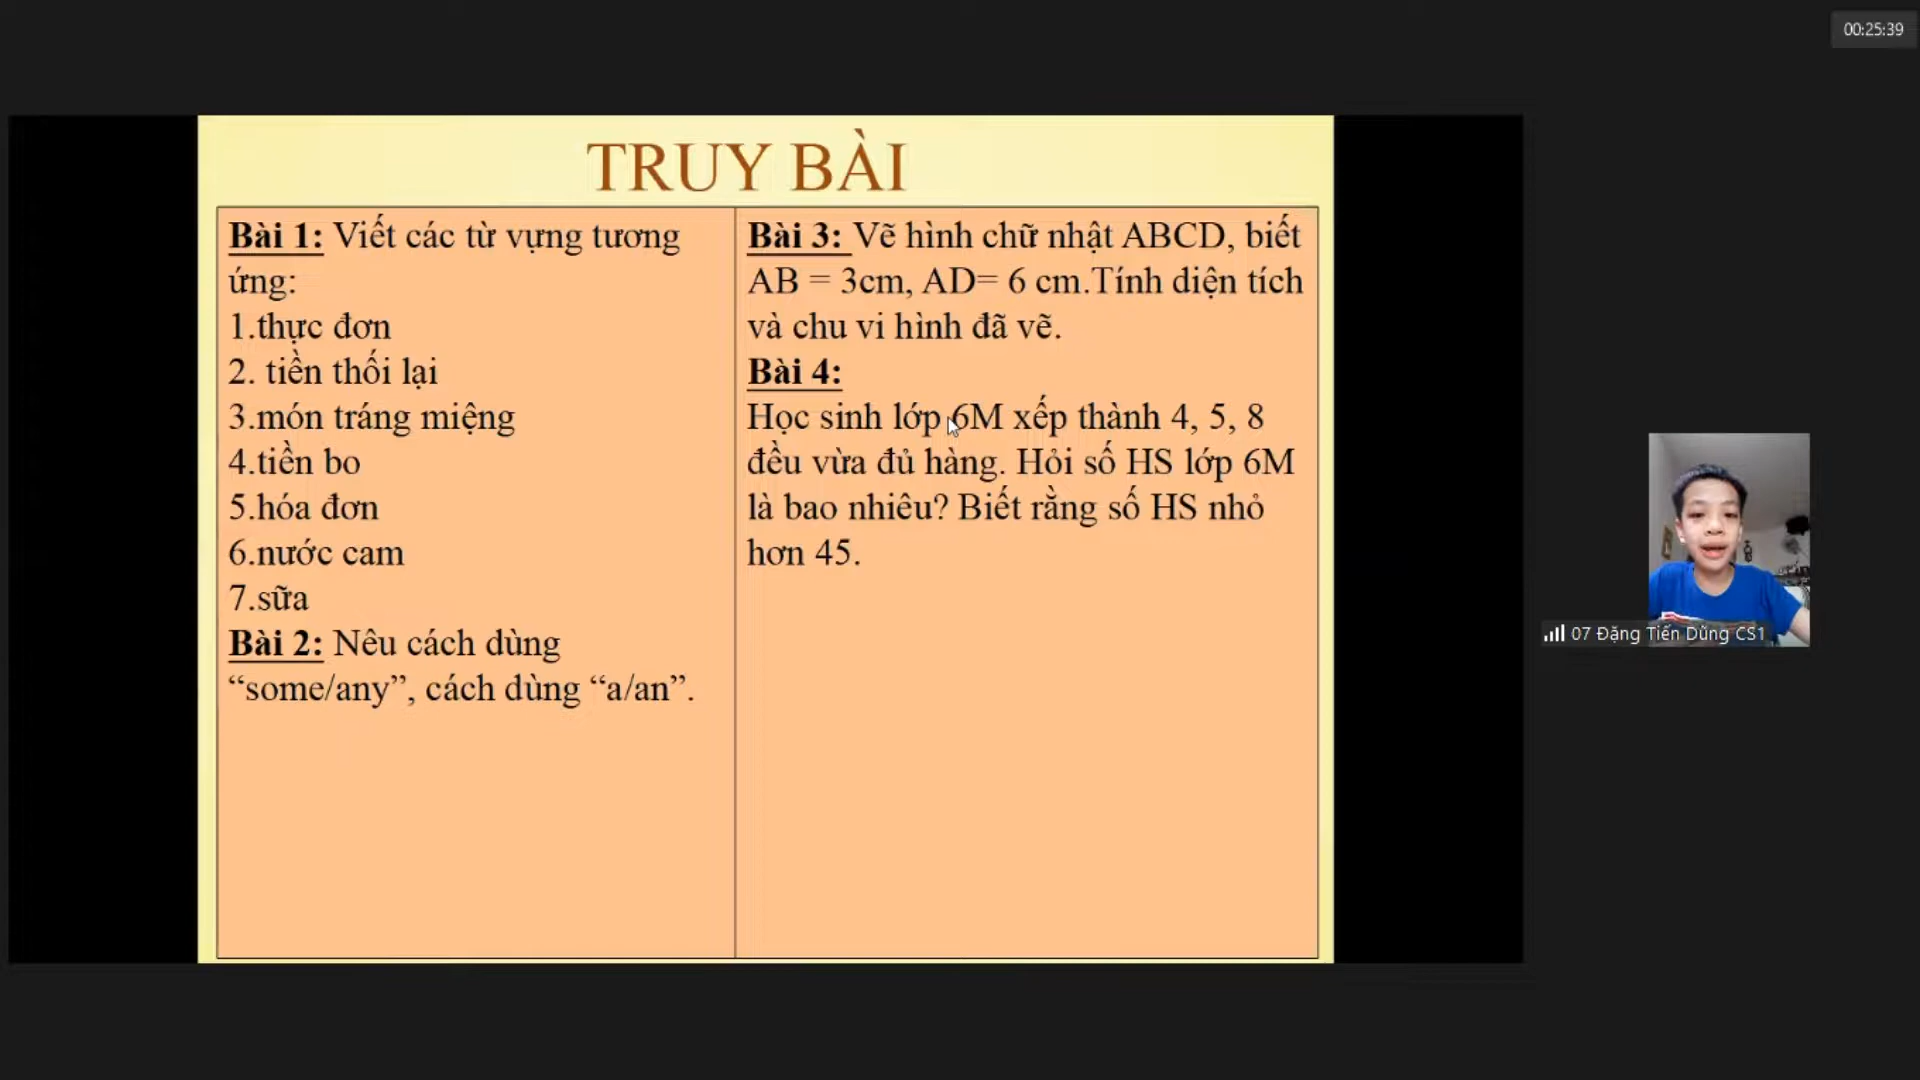 00:25:39
TRUY BÀI
Bài 1: Viết các từ vựng tương
ứng:
1.thực đơn
2. tiền thối lại
3.món tráng miệng
4.tiền bo
5.hóa đơn
6.nước cam
7.sữa
Bài 2: Nêu cách dùng
“some/any”, cách dùng “a/an”.
Bài 3: Vẽ hình chữ nhật ABCD, biết
AB = 3cm, AD= 6 cm.Tính diện tích
và chu vi hình đã vẽ.
Bài 4:
Học sinh lớp 6M xếp thành 4, 5, 8
đều vừa đủ hàng. Hỏi số HS lớp 6M
là bao nhiêu? Biết rằng số HS nhỏ
hơn 45.
07 Đặng Tiến Dũng CS1